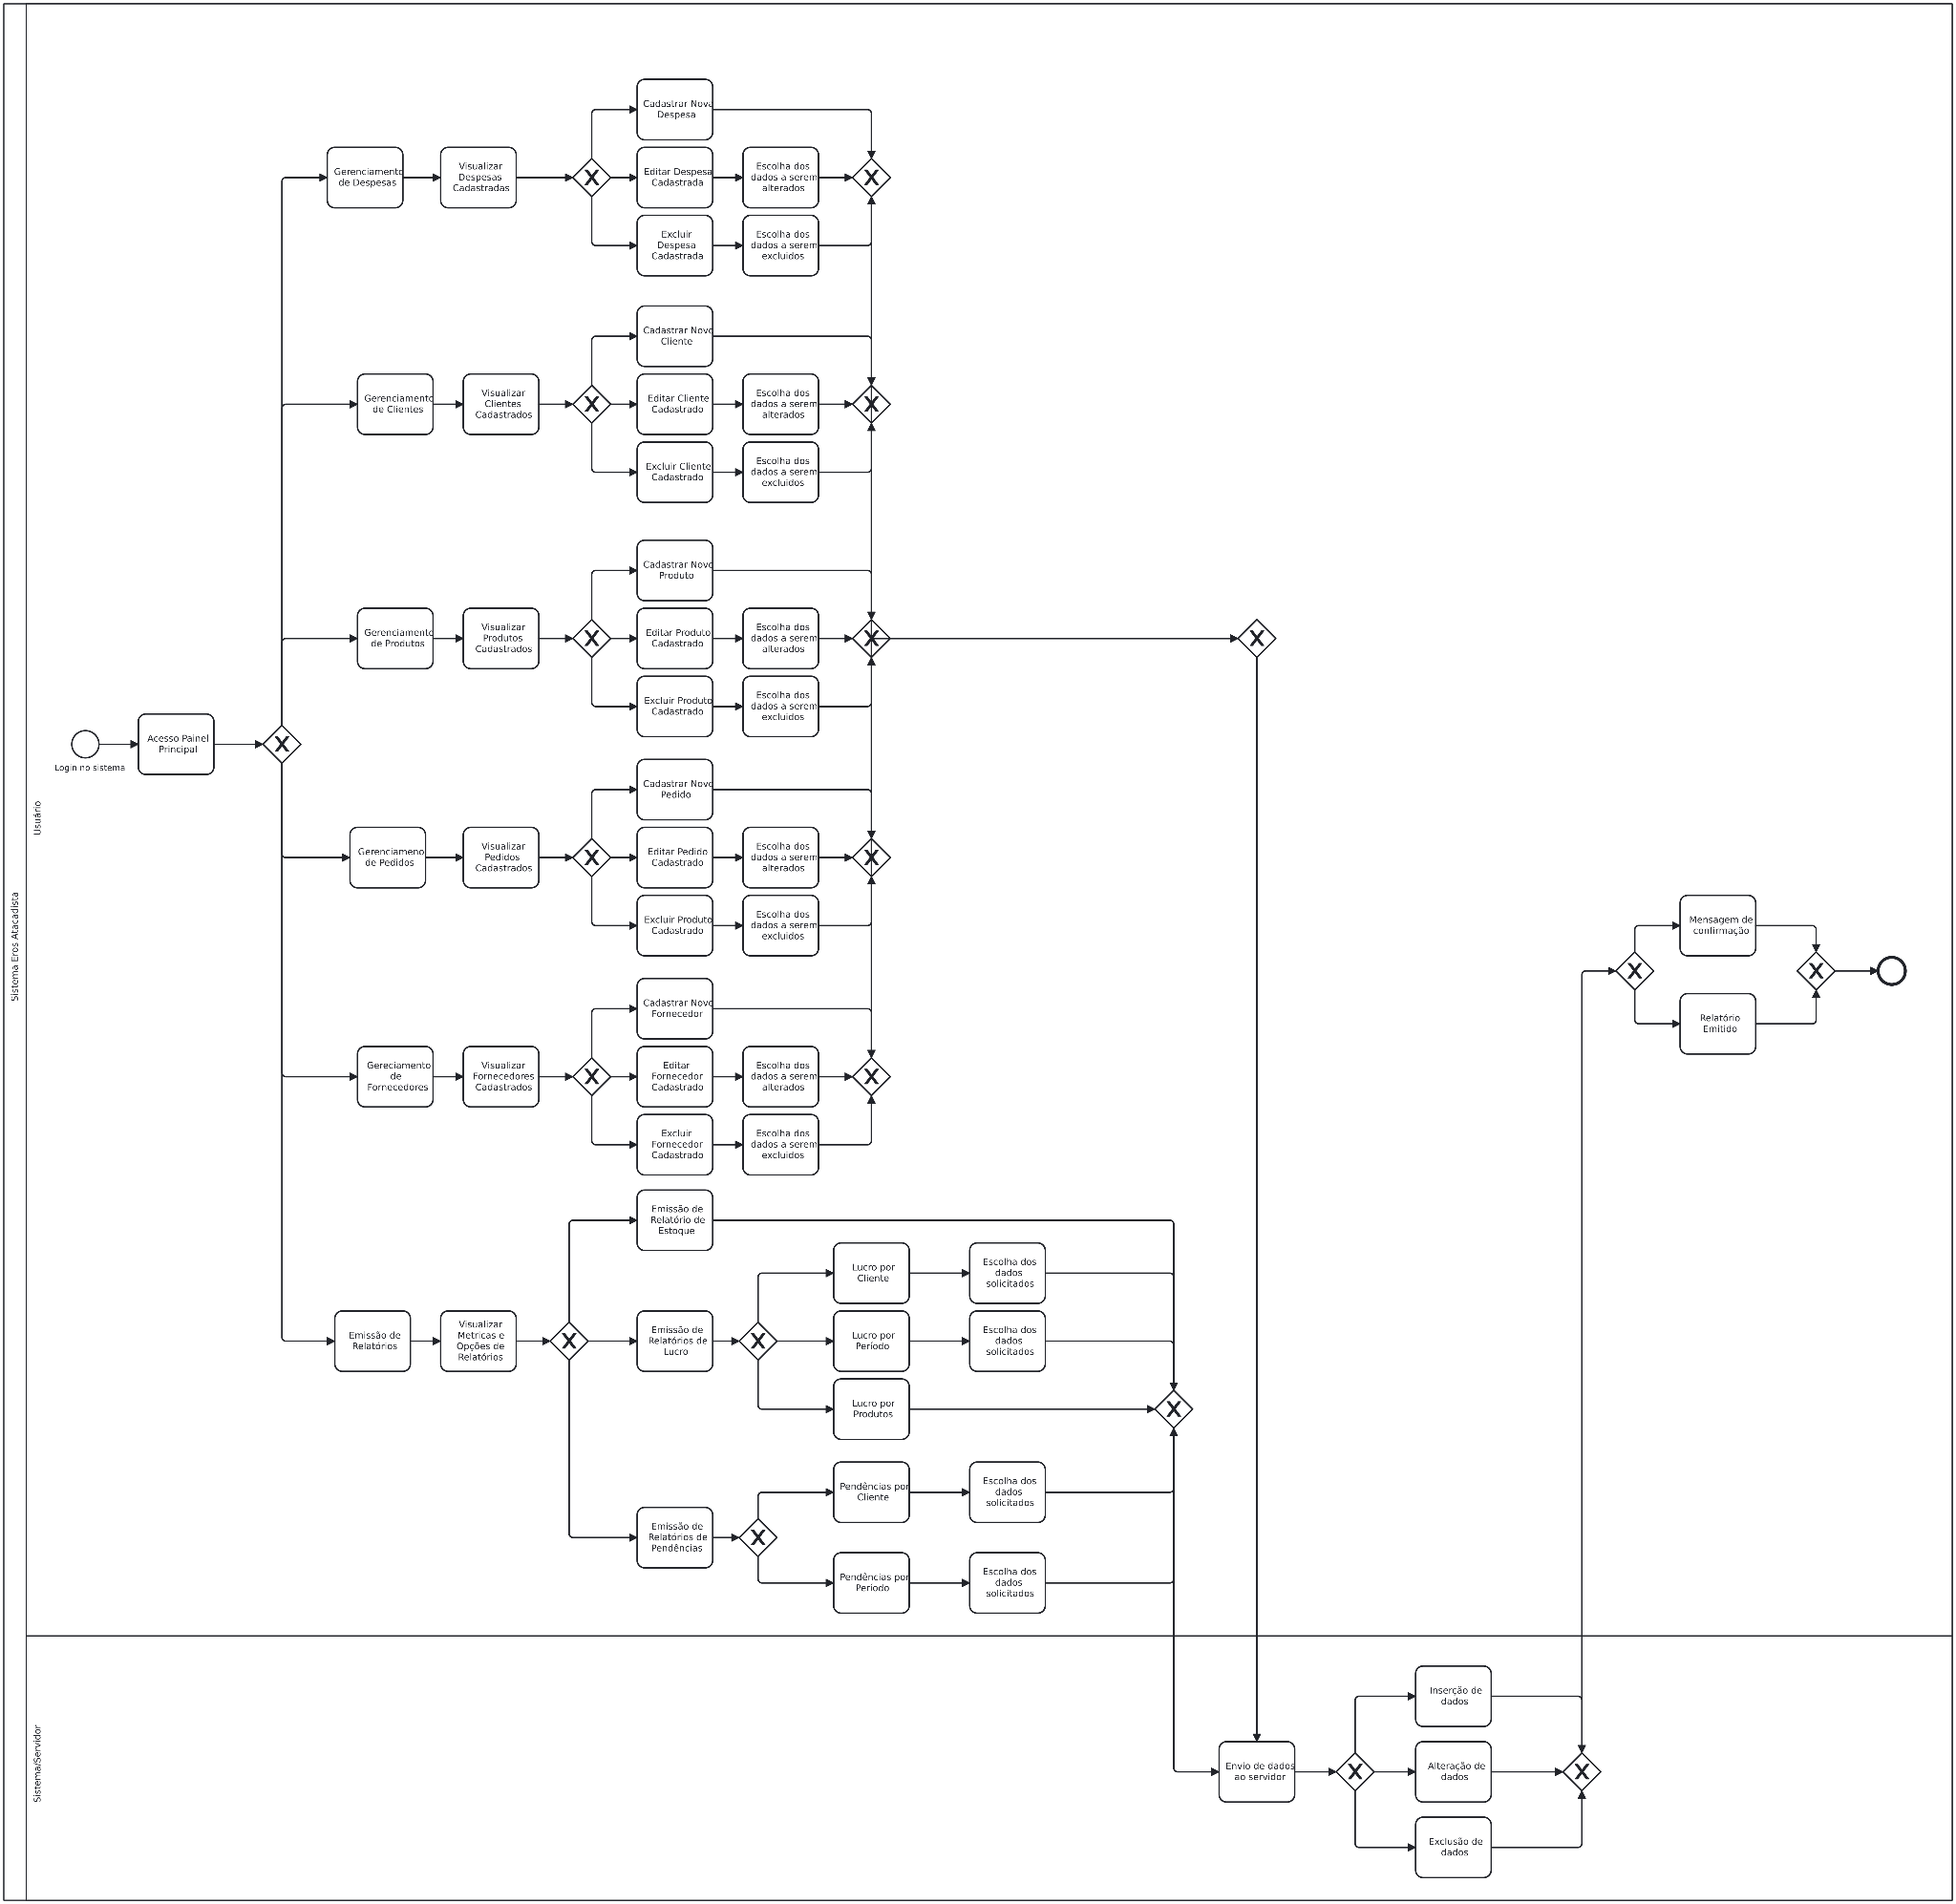 Sistema Eros Atacadista
Usuário
Login no sistema
Acesso Painel
Principal
Gerenciamento
de Despesas
Visualizar
Despesas
Cadastradas
Cadastrar Nova
Despesa
Editar Despesa
Cadastrada
Escolha dos
dados a serem
alterados
Excluir
Despesa
Cadastrada
Escolha dos
dados a serem
excluidos
Gerenciamento
de Clientes
Visualizar
Clientes
Cadastrados
Cadastrar Novo
Cliente
Editar Cliente
Cadastrado
Escolha dos
dados a serem
alterados
Excluir Cliente
Cadastrado
Escolha dos
dados a serem
excluidos
Gerenciamento
de Produtos
Visualizar
Produtos
Cadastrados
Cadastrar Novo
Produto
Editar Produto
Cadastrado
Escolha dos
dados a serem
alterados
Excluir Produto
Cadastrado
Escolha dos
dados a serem
excluidos
Gerenciameno
de Pedidos
Visualizar
Pedidos
Cadastrados
Cadastrar Novo
Pedido
Editar Pedido
Cadastrado
Escolha dos
dados a serem
alterados
Excluir Produto
Cadastrado
Escolha dos
dados a serem
excluidos
Gereciamento
de
Fornecedores
Visualizar
Fornecedores
Cadastrados
Cadastrar Novo
Fornecedor
Editar
Fornecedor
Cadastrado
Escolha dos
dados a serem
alterados
Excluir
Fornecedor
Cadastrado
Escolha dos
dados a serem
excluidos
Emissão de
Relatórios
Visualizar
Metricas e
Opções de
Relatórios
Emissão de
Relatório de
Estoque
Emissão de
Relatórios de
Lucro
Lucro por
Cliente
Escolha dos
dados
solicitados
Lucro por
Período
Escolha dos
dados
solicitados
Lucro por
Produtos
Emissão de
Relatórios de
Pendências
Pendências por
Cliente
Escolha dos
dados
solicitados
Pendências por
Periodo
Escolha dos
dados
solicitados
Mensagem de
confirmação
Relatório
Emitido
Sistema/Servidor
Envio de dados
ao servidor
Inserção de
dados
Alteração de
dados
Exclusão de
dados